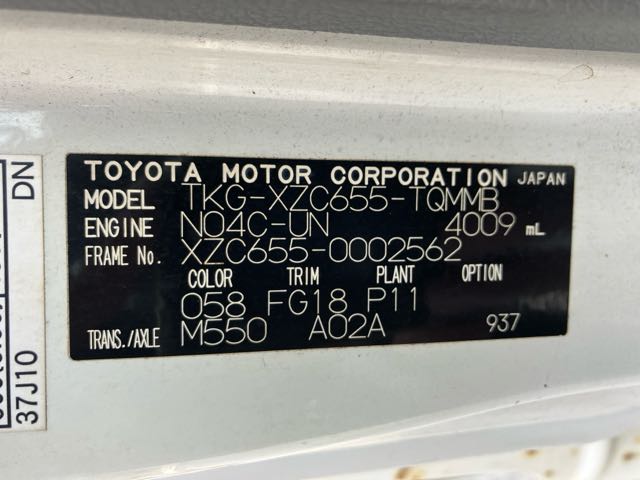 TOYOTA MOTOR CORPORATION JAPAN
MODEL TKG-XZC655-TQMMB
ENGINE N04C-UN 4009 mL
FRAME No. XZC655-0002562
COLOR TRIM PLANT OPTION
058 FG18 P11
TRANS./AXLE M550 A02A 937
DN
37J10